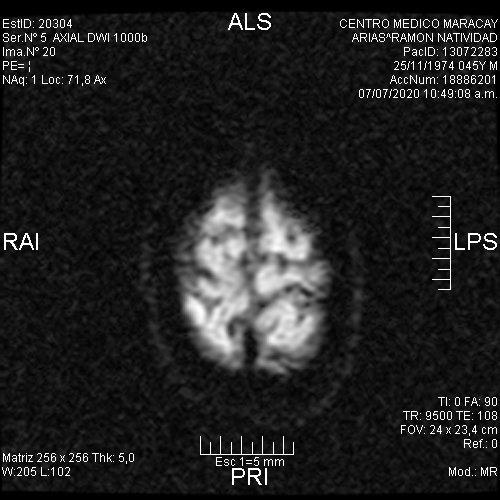 EstID: 20304
Ser.Nº 5 AXIAL DWI 1000b
Ima.Nº 20
PE= ¦
NAq: 1 Loc: 71,8 Ax
ALS
CENTRO MEDICO MARACAY
ARIAS^RAMON NATIVIDAD
PacID: 13072283
25/11/1974 045Y M
AccNum: 18886201
07/07/2020 10:49:08 a.m.
RAI
LPS
TI: 0 FA: 90
TR: 9500 TE: 108
FOV: 24 x 23,4 cm
Ref.: 0
Mod.: MR
Matriz 256 x 256 Thk: 5,0
W:205 L:102
Esc 1=5 mm
PRI